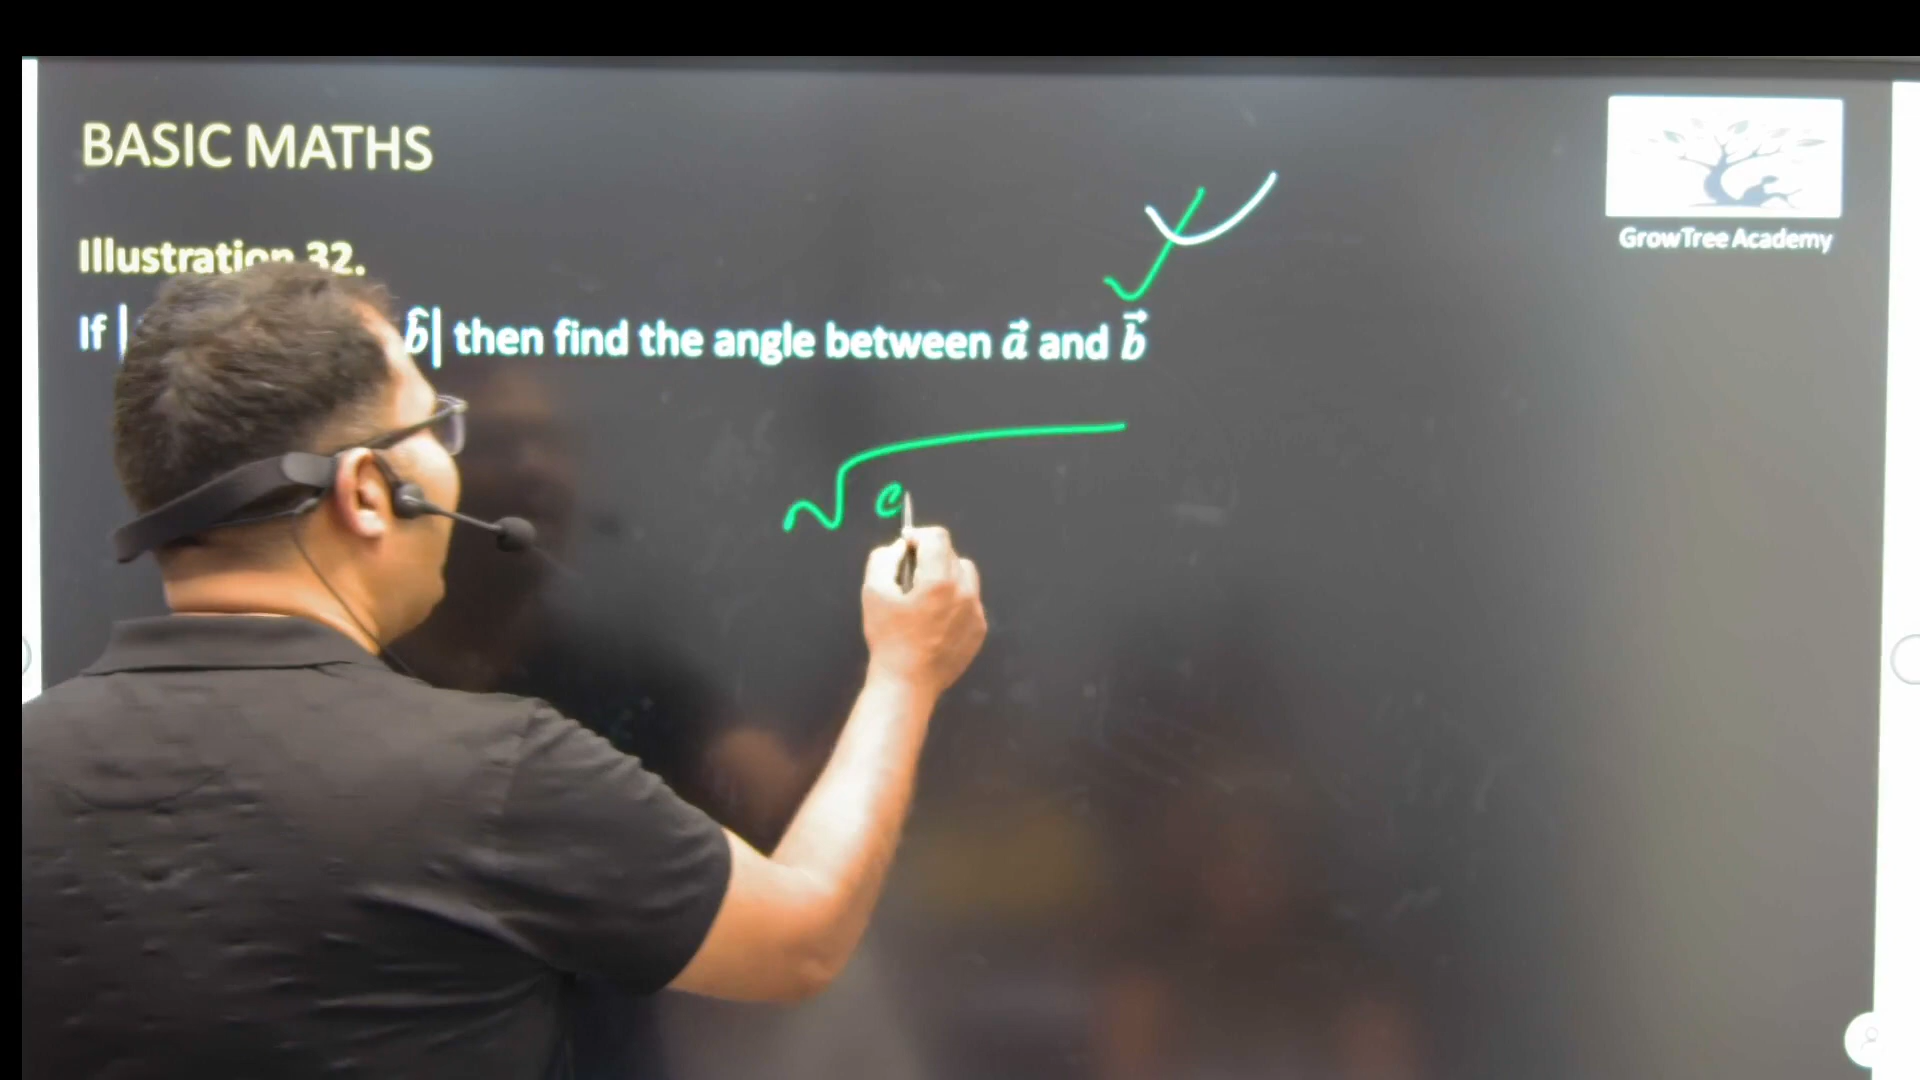 BASIC MATHS
GrowTree Academy
Illustration 32.
If | b̂| then find the angle between a⃗ and b⃗
√